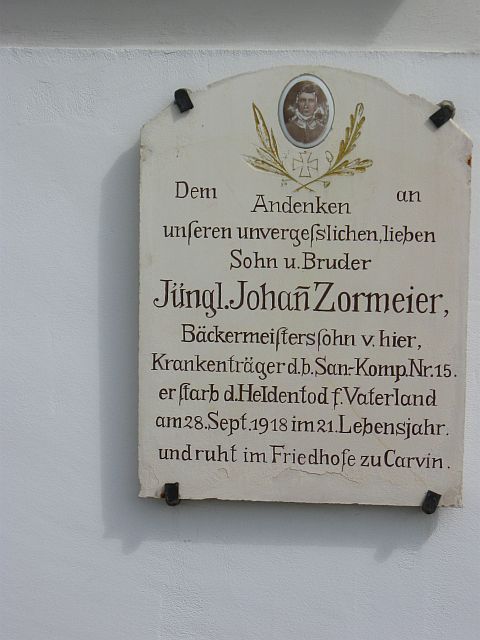 Dem an
Andenken
unſeren unvergeſslichen, lieben
Sohn u. Bruder
Jüngl. Johan̄ Zormeier,
Bäckermeiſtersſohn v. hier,
Krankenträger d. b. San.-Komp. Nr. 15.
er ſtarb d. Heldentod f. Vaterland
am 28. Sept. 1918 im 21. Lebensjahr.
und ruht im Friedhofe zu Carvin.